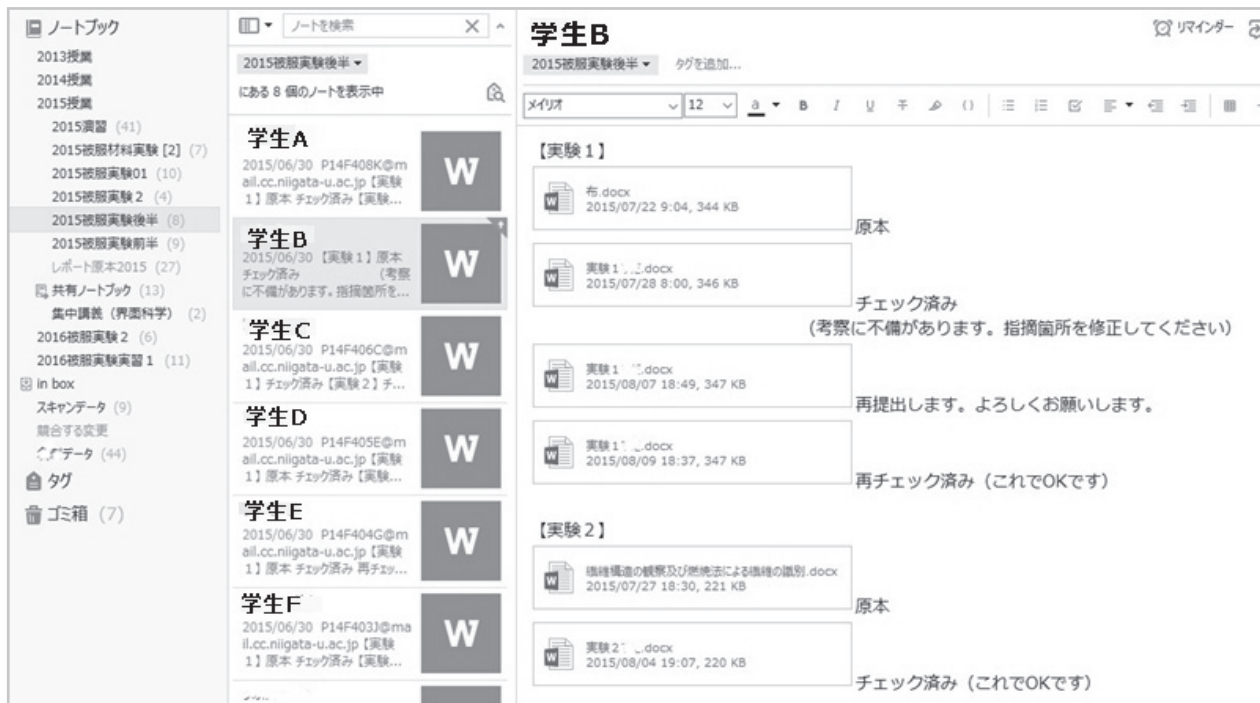 ノートブック
2013授業
2014授業
2015授業
2015演習 (41)
2015被服材料実験 [2] (7)
2015被服実験01 (10)
2015被服実験2 (4)
2015被服実験後半 (8)
2015被服実験前半 (9)
レポート原本2015 (27)
共有ノートブック (13)
集中講義（界面科学） (2)
2016被服実験2 (6)
2016被服実験実習1 (11)
in box
スキャンデータ (9)
競合する変更
データ (44)
タグ
ゴミ箱 (7)
ノートを検索
2015被服実験後半
にある 8 個のノートを表示中
学生A
2015/06/30 P14F408K@m
ail.cc.niigata-u.ac.jp【実験
1】原本 チェック済み【実験...
学生B
2015/06/30 【実験1】原本
チェック済み (考察
に不備があります。指摘箇所を...
学生C
2015/06/30 P14F406C@m
ail.cc.niigata-u.ac.jp【実験
1】チェック済み【実験2】チ...
学生D
2015/06/30 P14F405E@m
ail.cc.niigata-u.ac.jp【実験
1】原本 チェック済み【実験...
学生E
2015/06/30 P14F404G@m
ail.cc.niigata-u.ac.jp【実験
1】原本 チェック済み 再チェッ...
学生F
2015/06/30 P14F403J@ma
il.cc.niigata-u.ac.jp【実験
1】原本 チェック済み【実験...
学生B
リマインダー
2015被服実験後半
タグを追加...
メイリオ 12 a B I U T
【実験1】
布.docx
2015/07/22 9:04, 344 KB
原本
実験1 .docx
2015/07/28 8:00, 346 KB
チェック済み
(考察に不備があります。指摘箇所を修正してください)
実験1 .docx
2015/08/07 18:49, 347 KB
再提出します。よろしくお願いします。
実験1 .docx
2015/08/09 18:37, 347 KB
再チェック済み（これでOKです）
【実験2】
繊維構造の観察及び燃焼法による繊維の識別.docx
2015/07/27 18:30, 221 KB
原本
実験2 .docx
2015/08/04 19:07, 220 KB
チェック済み（これでOKです）